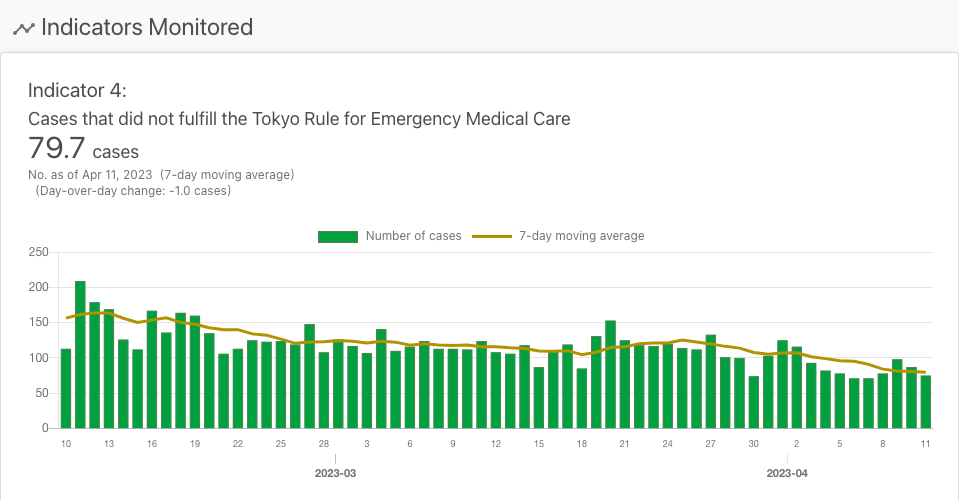 Indicators Monitored
Indicator 4:
Cases that did not fulfill the Tokyo Rule for Emergency Medical Care
79.7 cases
No. as of Apr 11, 2023 (7-day moving average)
(Day-over-day change: -1.0 cases)
Number of cases 7-day moving average
250
200
150
100
50
0
10 13 16 19 22 25 28 3 6 9 12 15 18 21 24 27 30 2 5 8 11
2023-03 2023-04